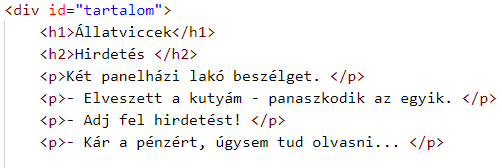 <div id="tartalom">
<h1>Állatviccek</h1>
<h2>Hirdetés </h2>
<p>Két panelházi lakó beszélget. </p>
<p>- Elveszett a kutyám - panaszkodik az egyik. </p>
<p>- Adj fel hirdetést! </p>
<p>- Kár a pénzért, úgysem tud olvasni... </p>